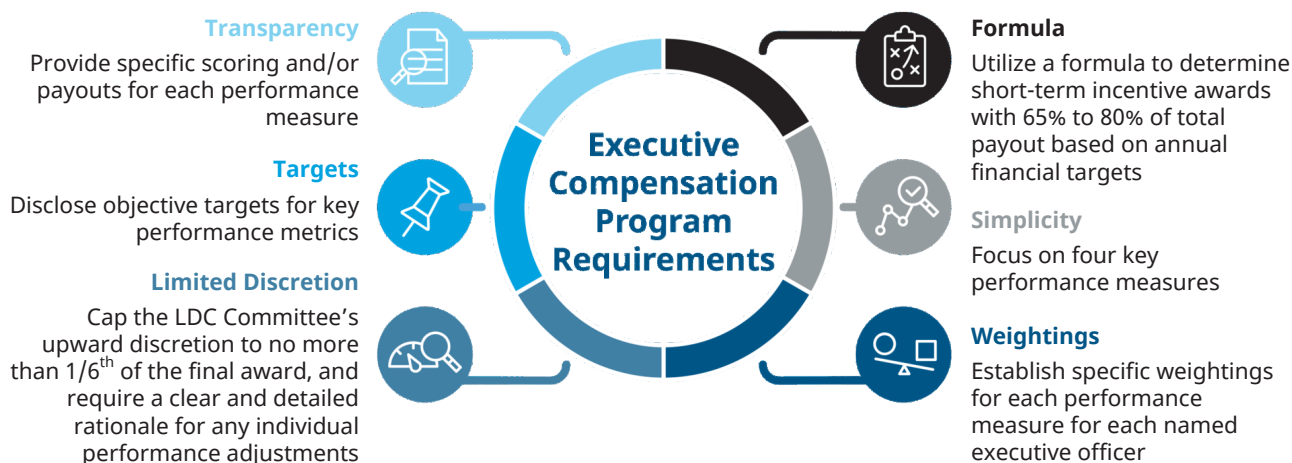 Transparency
Provide specific scoring and/or
payouts for each performance
measure
Targets
Disclose objective targets for key
performance metrics
Limited Discretion
Cap the LDC Committee's
upward discretion to no more
than 1/6th of the final award, and
require a clear and detailed
rationale for any individual
performance adjustments
Executive
Compensation
Program
Requirements
Formula
Utilize a formula to determine
short-term incentive awards
with 65% to 80% of total
payout based on annual
financial targets
Simplicity
Focus on four key
performance measures
Weightings
Establish specific weightings
for each performance
measure for each named
executive officer